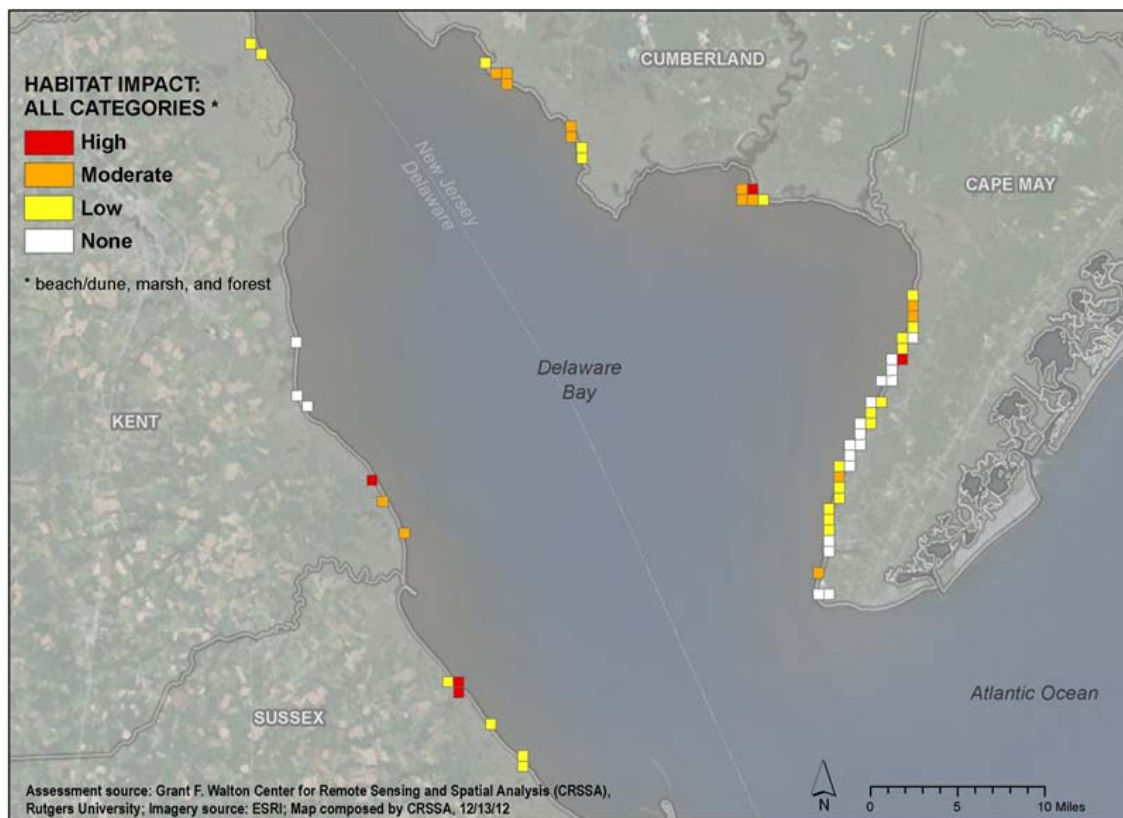 HABITAT IMPACT:
ALL CATEGORIES *
High
Moderate
Low
None
* beach/dune, marsh, and forest
CUMBERLAND
CAPE MAY
New Jersey
Delaware
Delaware
Bay
KENT
SUSSEX
Atlantic Ocean
Assessment source: Grant F. Walton Center for Remote Sensing and Spatial Analysis (CRSSA),
Rutgers University; Imagery source: ESRI; Map composed by CRSSA, 12/13/12
N
0 5 10 Miles